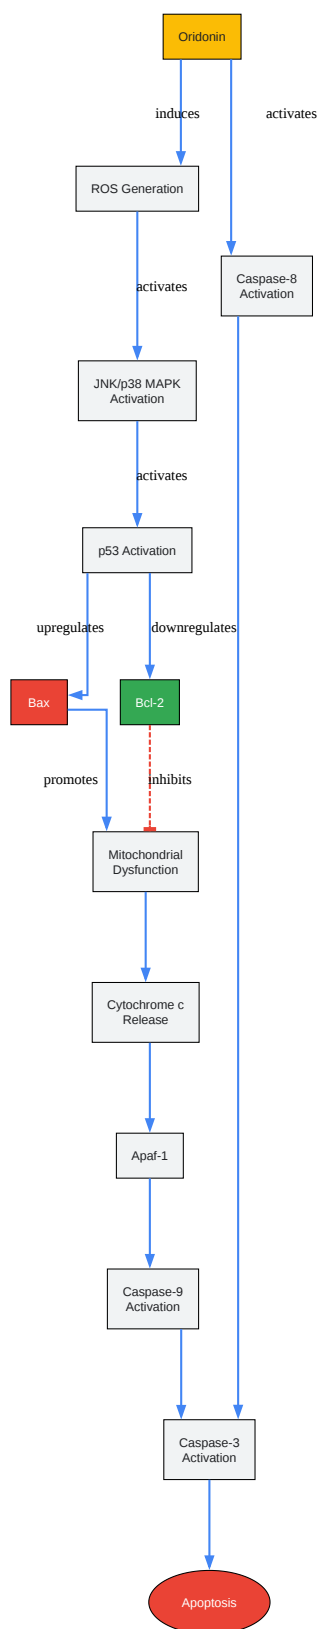 Oridonin
induces
activates
ROS Generation
Caspase-8
Activation
activates
JNK/p38 MAPK
Activation
activates
p53 Activation
upregulates
downregulates
Bax
Bcl-2
promotes
inhibits
Mitochondrial
Dysfunction
Cytochrome c
Release
Apaf-1
Caspase-9
Activation
Caspase-3
Activation
Apoptosis